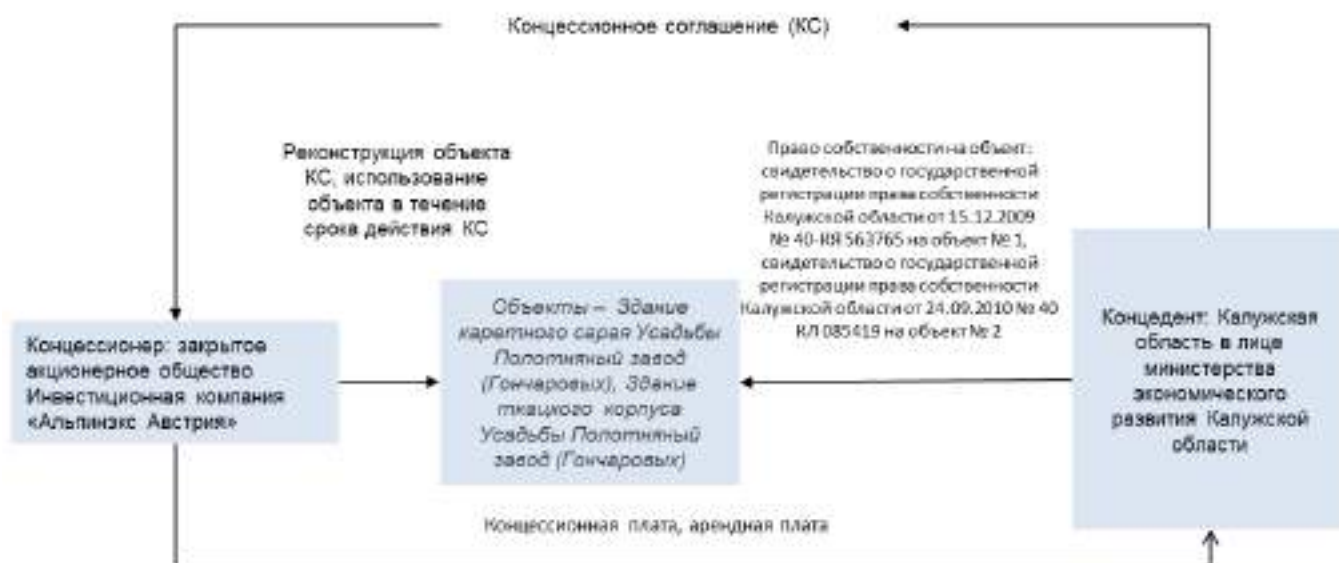 Концессионное соглашение (КС)
Реконструкция объекта
КС, использование
объекта в течение
срока действия КС
Право собственности на объект:
свидетельство о государственной
регистрации права собственности
Калужской области от 15.12.2009
№ 40-КЯ 563765 на объект № 1,
свидетельство о государственной
регистрации права собственности
Калужской области от 24.09.2010 № 40
КЛ 085419 на объект № 2
Концессионер: закрытое
акционерное общество
Инвестиционная компания
«Альпинэкс Австрия»
Объекты – Здание
каретного сарая Усадьбы
Полотняный завод
(Гончаровых), Здание
ткацкого корпуса
Усадьбы Полотняный
завод (Гончаровых)
Концедент: Калужская
область в лице
министерства
экономического
развития Калужской
области
Концессионная плата, арендная плата